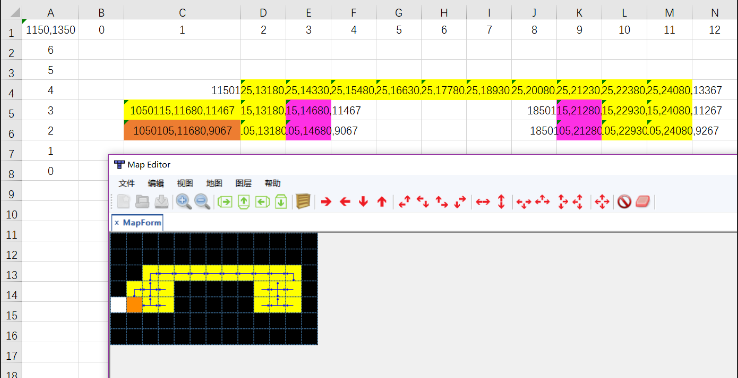 A B C D E F G H I J K L M N
1 1150,1350 0 1 2 3 4 5 6 7 8 9 10 11 12
2 6
3 5
4 4 11501 25,13180, 25,14330, 25,15480, 25,16630, 25,17780, 25,18930, 25,20080, 25,21230, 25,22380, 25,24080, 13367
5 3 1050115,11680,11467 15,13180, 15,14680, 11467 18501 15,21280, 15,22930, 15,24080, 11267
6 2 1050105,11680,9067 05,13180, 05,14680, 9067 18501 05,21280, 05,22930, 05,24080, 9267
7 1
8 0
9
Map Editor
10
文件 编辑 视图 地图 图层 帮助
11
x MapForm
12
13
14
15
16
17
18